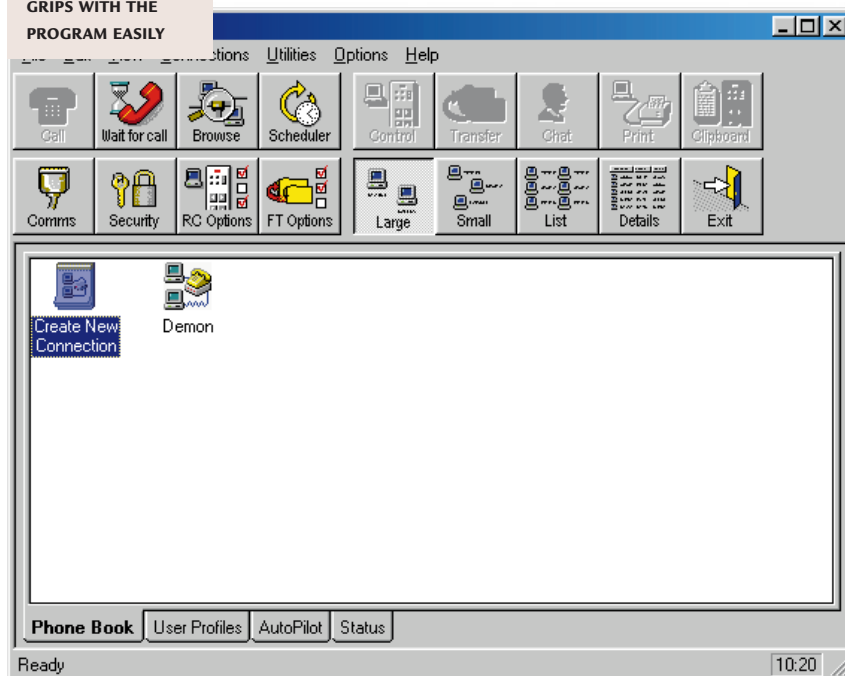 GRIPS WITH THE
PROGRAM EASILY
Utilities Options Help
Call Wait for call Browse Scheduler Control Transfer Chat Print Clipboard
Comms Security RC Options FT Options Large Small List Details Exit
Create New
Connection
Demon
Phone Book User Profiles AutoPilot Status
Ready 10:20